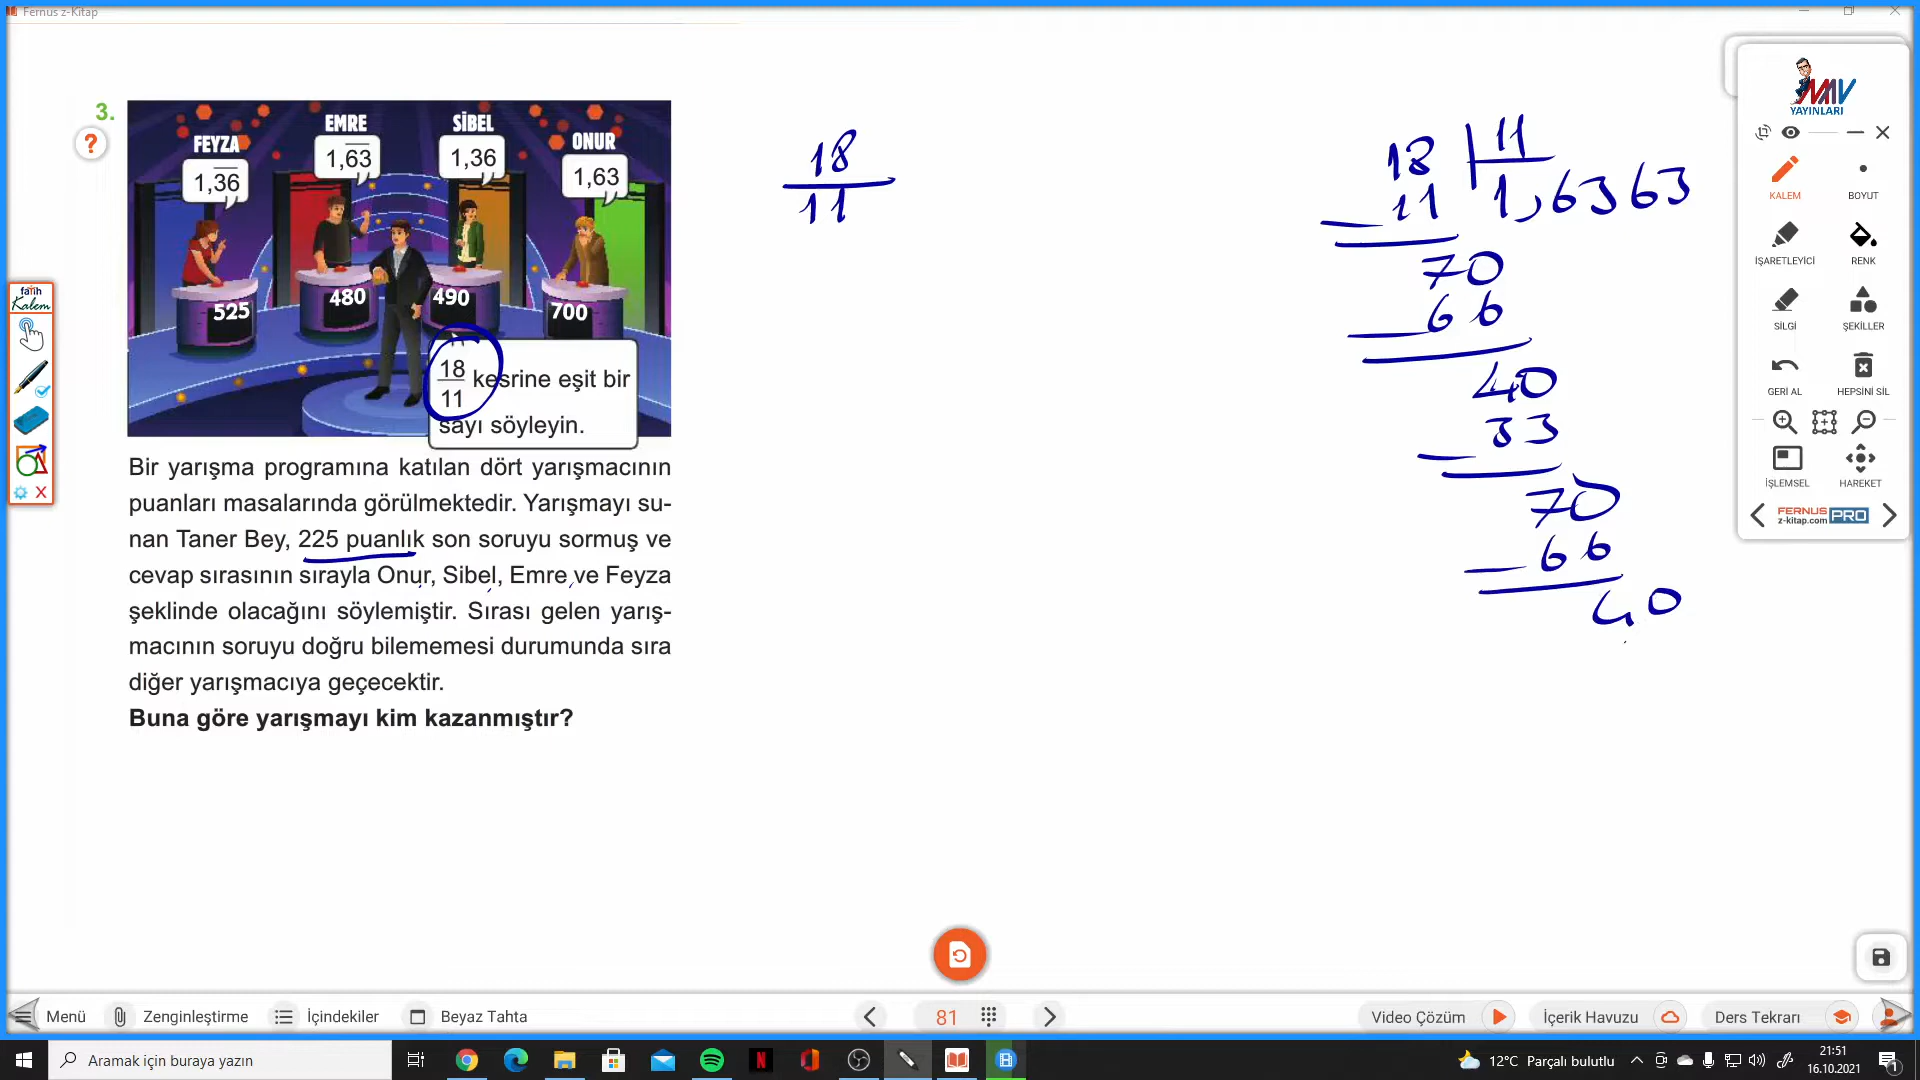 Fernus z-Kitap
3.
?
FEYZA
EMRE
SİBEL
ONUR
1,3̅6̅
1,6̅3̅
1,36
1,63
525
480
490
700
18/11 kesrine eşit bir
sayı söyleyin.
Bir yarışma programına katılan dört yarışmacının
puanları masalarında görülmektedir. Yarışmayı su-
nan Taner Bey, 225 puanlık son soruyu sormuş ve
cevap sırasının sırayla Onur, Sibel, Emre ve Feyza
şeklinde olacağını söylemiştir. Sırası gelen yarış-
macının soruyu doğru bilememesi durumunda sıra
diğer yarışmacıya geçecektir.
Buna göre yarışmayı kim kazanmıştır?
18
11
18 11
11 1,6363
70
66
40
33
70
66
40
fatih
Kalem
X
MAV
YAYINLARI
KALEM
BOYUT
İŞARETLEYİCİ
RENK
SİLGİ
ŞEKİLLER
GERİ AL
HEPSİNİ SİL
İŞLEMSEL
HAREKET
FERNUS
z-kitap.com PRO
Menü
Zenginleştirme
İçindekiler
Beyaz Tahta
81
Video Çözüm
İçerik Havuzu
Ders Tekrarı
Aramak için buraya yazın
12°C Parçalı bulutlu
21:51
16.10.2021
1